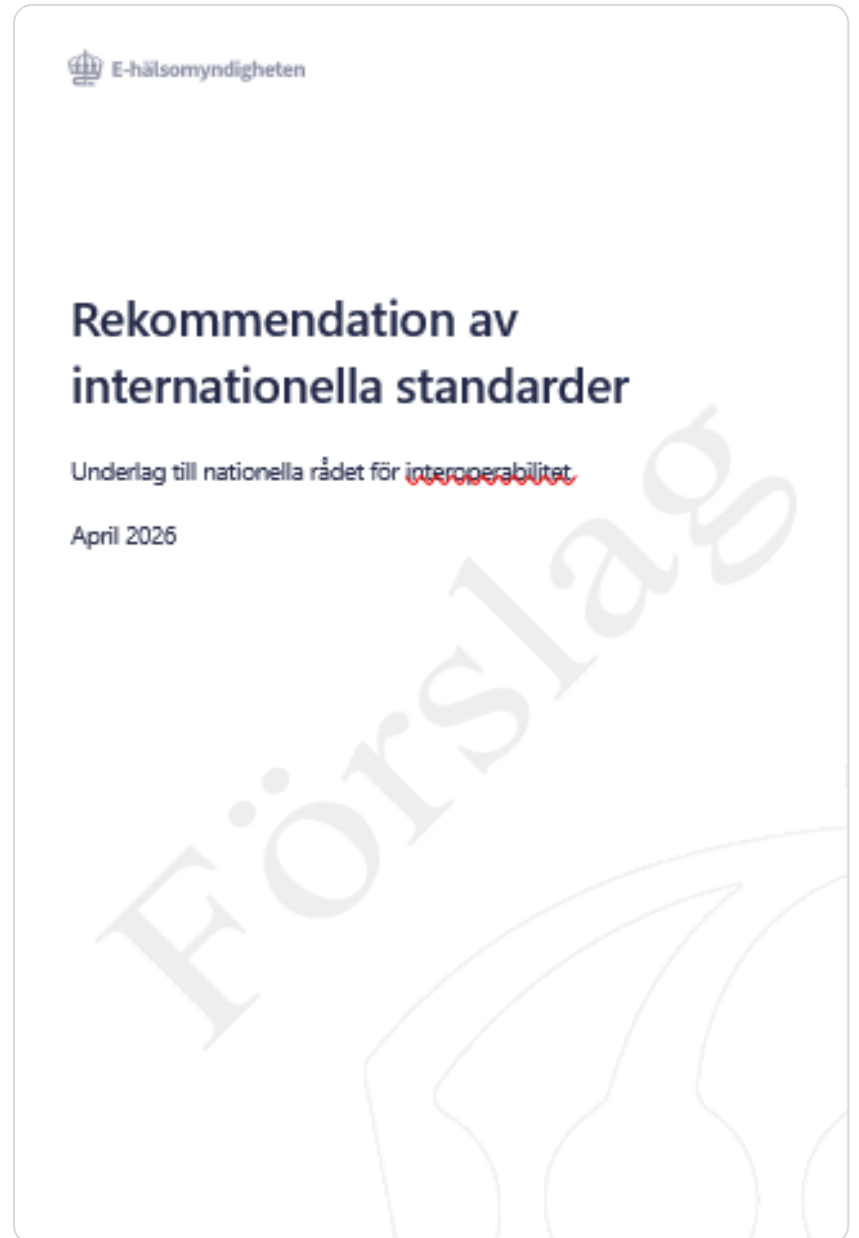 E-hälsomyndigheten
Rekommendation av
internationella standarder
Underlag till nationella rådet för interoperabilitet
April 2026
Förslag